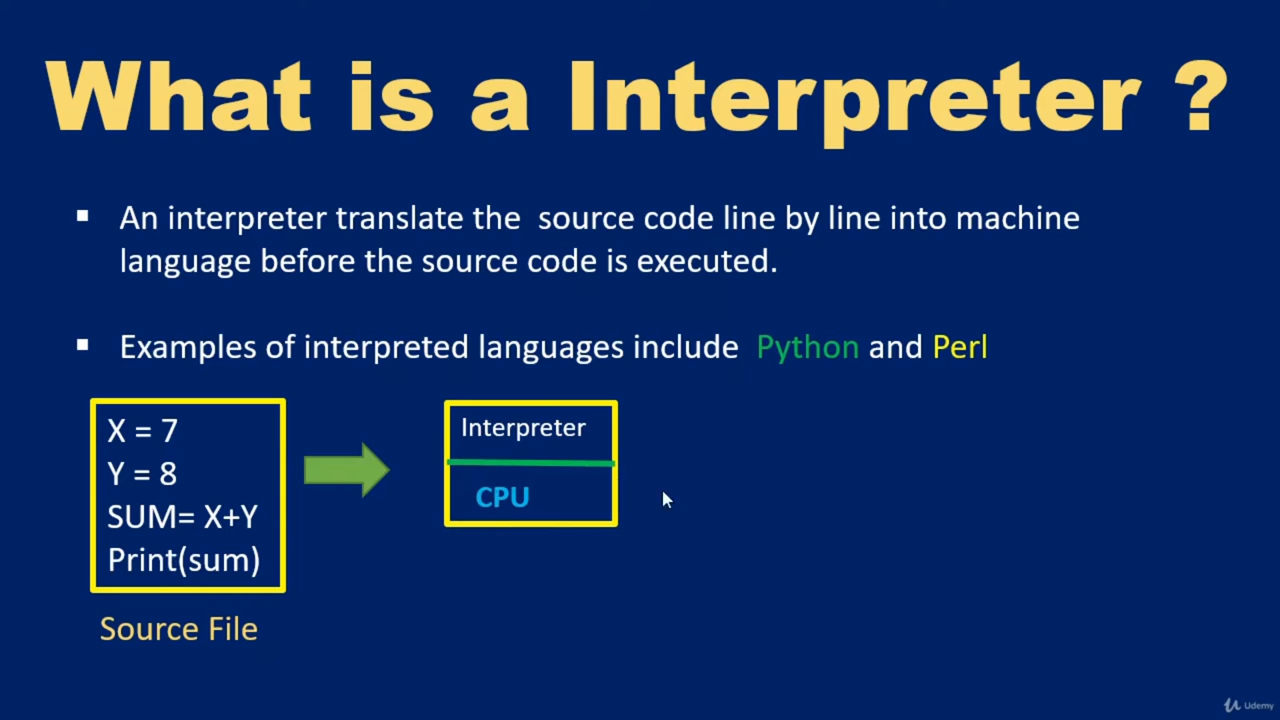 What is a Interpreter ?
An interpreter translate the source code line by line into machine
language before the source code is executed.
Examples of interpreted languages include Python and Perl
X = 7
Y = 8
SUM= X+Y
Print(sum)
Source File
Interpreter
CPU
Udemy